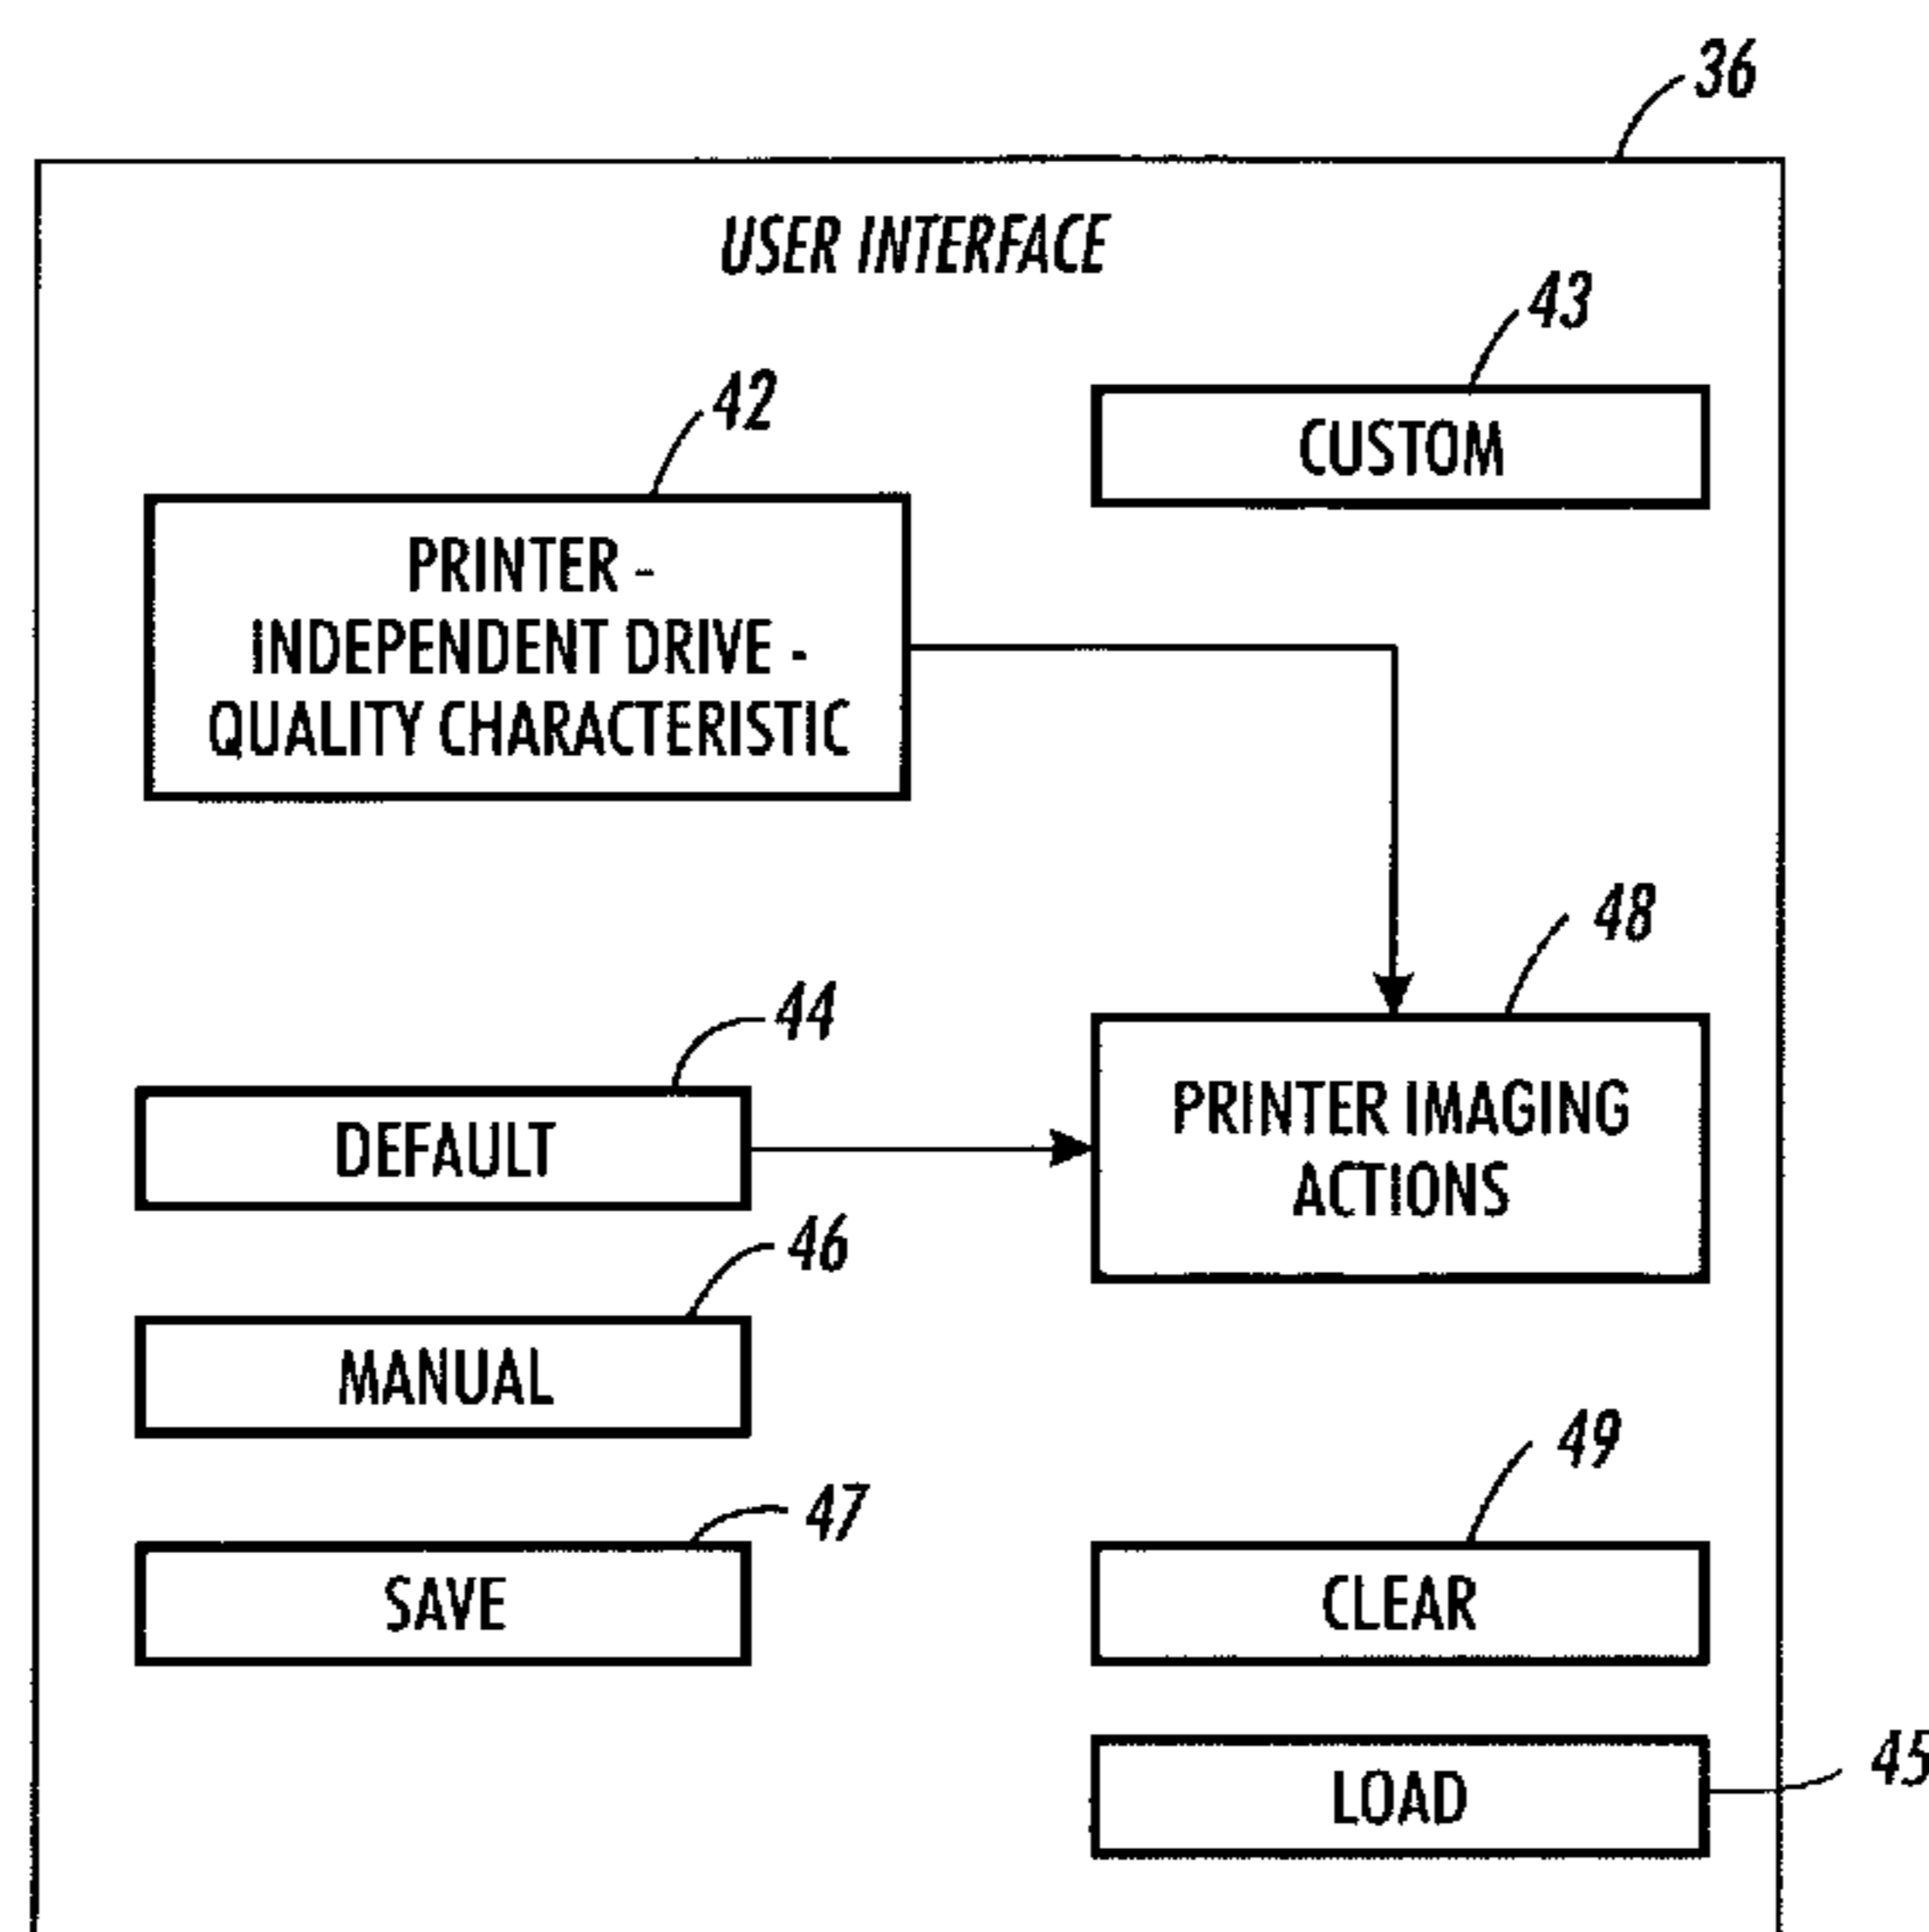 36
USER INTERFACE
43
CUSTOM
42
PRINTER -
INDEPENDENT DRIVE -
QUALITY CHARACTERISTIC
48
PRINTER IMAGING
ACTIONS
44
DEFAULT
46
MANUAL
47
SAVE
49
CLEAR
45
LOAD